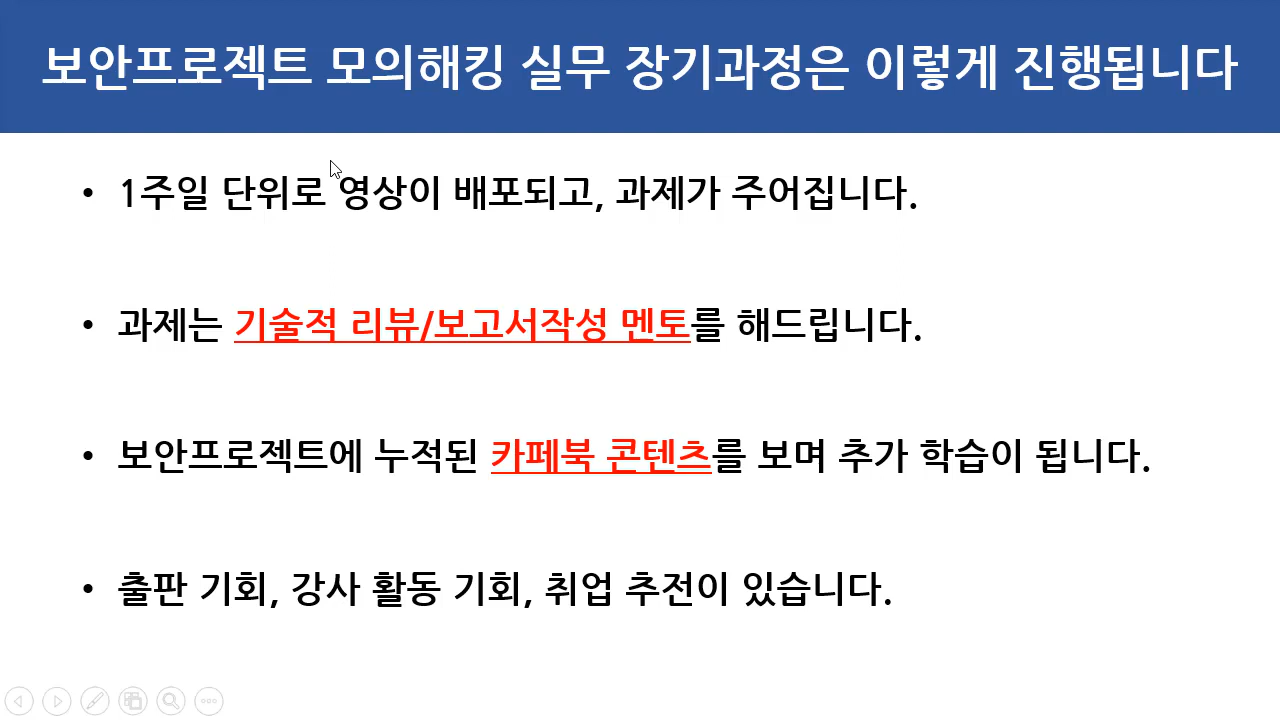 보안프로젝트 모의해킹 실무 장기과정은 이렇게 진행됩니다
• 1주일 단위로 영상이 배포되고, 과제가 주어집니다.
• 과제는 기술적 리뷰/보고서작성 멘토를 해드립니다.
• 보안프로젝트에 누적된 카페북 콘텐츠를 보며 추가 학습이 됩니다.
• 출판 기회, 강사 활동 기회, 취업 추전이 있습니다.